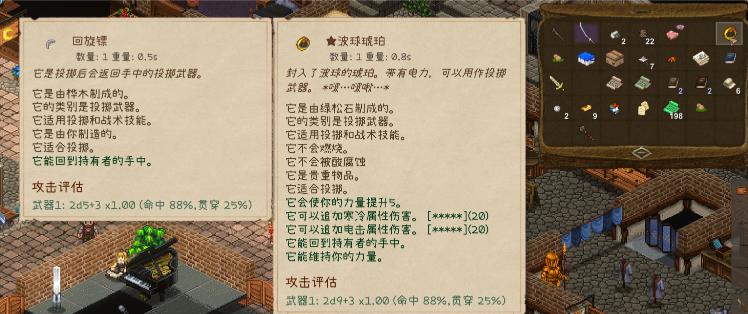 回旋镖
数量: 1 重量: 0.5s
它是投掷后会返回手中的投掷武器。
它是由桦木制成的。
它的类别是投掷武器。
它适用投掷和战术技能。
它是由你制造的。
它适合投掷。
它能回到持有者的手中。
攻击评估
武器1: 2d5+3 x1.00 (命中 88%,贯穿 25%)
★波球琥珀
数量: 1 重量: 0.8s
封入了波球的琥珀。带有电力，可以用作投掷
武器。 *啵…啵啾…*
它是由绿松石制成的。
它的类别是投掷武器。
它适用投掷和战术技能。
它不会燃烧。
它不会被酸腐蚀
它是贵重物品。
它适合投掷。
它会使你的力量提升5。
它可以追加寒冷属性伤害。 [*****](20)
它可以追加电击属性伤害。 [*****](20)
它能回到持有者的手中。
它能维持你的力量。
攻击评估
武器1: 2d9+3 x1.00 (命中 88%,贯穿 25%)
2
22
7
2
2
6
2
9
198